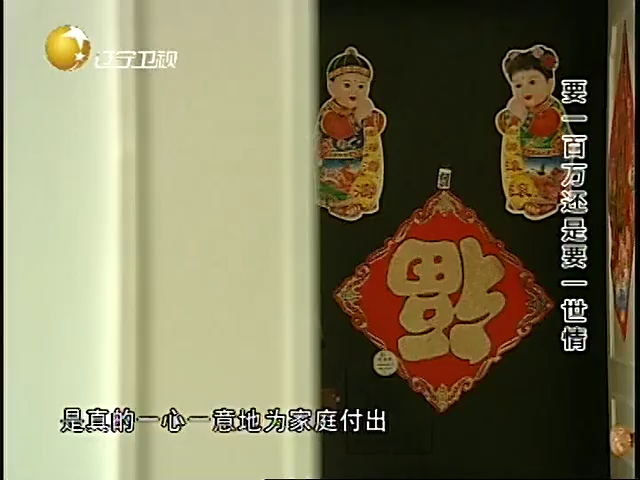 辽宁卫视
要一百万还是要一世情
福
是真的一心一意地为家庭付出